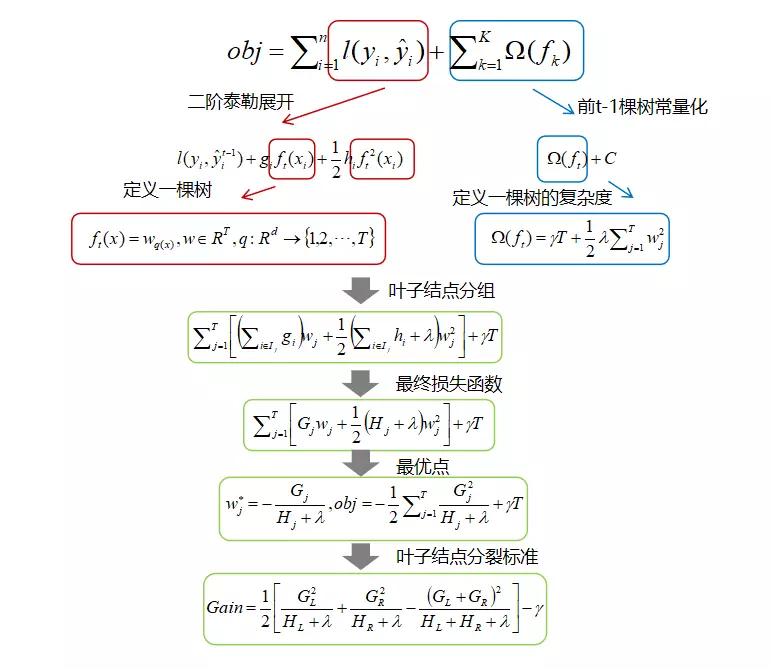 obj = ∑_{i=1}^{n} l(y_i, ŷ_i) + ∑_{k=1}^{K} Ω(f_k)
二阶泰勒展开
前t-1棵树常量化
l(y_i, ŷ_i^{t-1}) + g_i f_t(x_i) + 1/2 h_i f_t^2(x_i)
Ω(f_t) + C
定义一棵树
定义一棵树的复杂度
f_t(x) = w_{q(x)}, w ∈ R^T, q: R^d → {1,2,⋯,T}
Ω(f_t) = γT + 1/2 λ ∑_{j=1}^{T} w_j^2
叶子结点分组
∑_{j=1}^{T} [(∑_{i∈I_j} g_i) w_j + 1/2 (∑_{i∈I_j} h_i + λ) w_j^2] + γT
最终损失函数
∑_{j=1}^{T} [G_j w_j + 1/2 (H_j + λ) w_j^2] + γT
最优点
w_j^* = - G_j / (H_j + λ), obj = - 1/2 ∑_{j=1}^{T} G_j^2 / (H_j + λ) + γT
叶子结点分裂标准
Gain = 1/2 [G_L^2 / (H_L + λ) + G_R^2 / (H_R + λ) - (G_L + G_R)^2 / (H_L + H_R + λ)] - γ